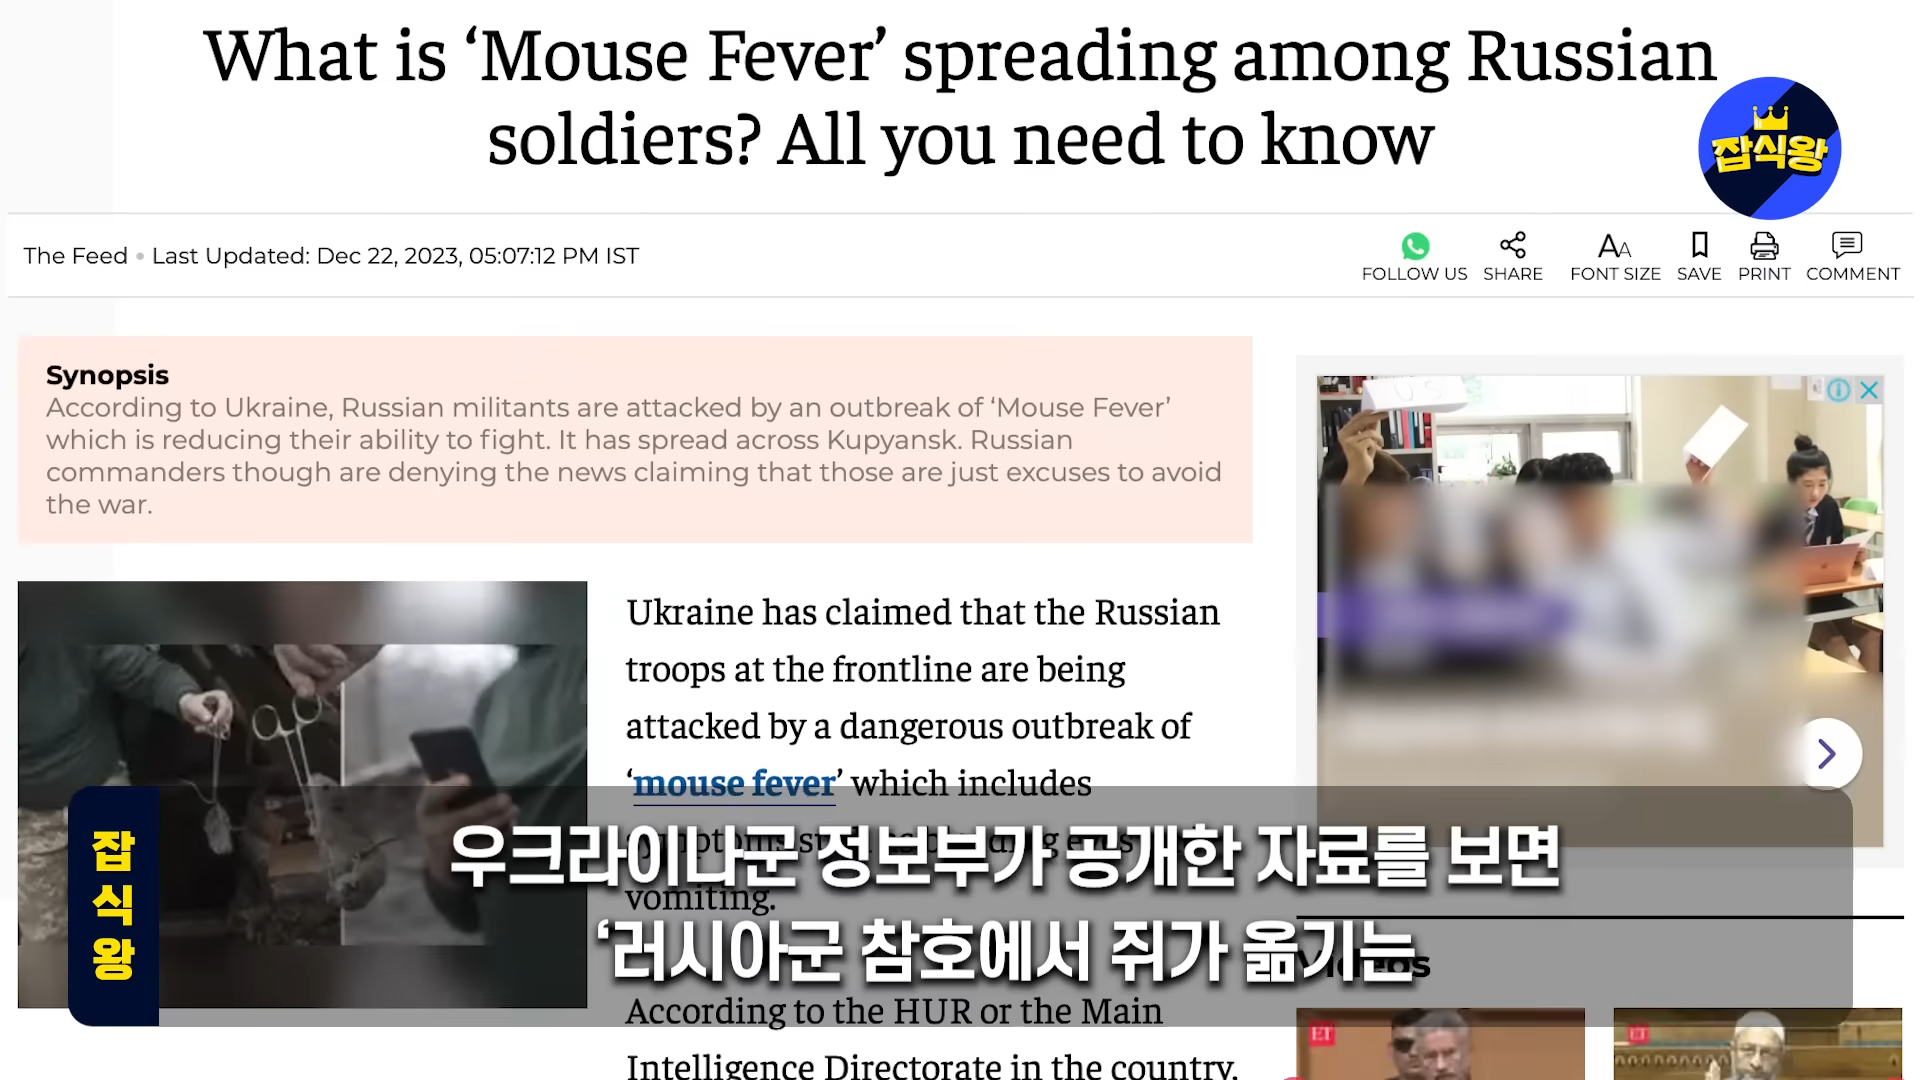 What is ‘Mouse Fever’ spreading among Russian
soldiers? All you need to know
잡식왕
The Feed • Last Updated: Dec 22, 2023, 05:07:12 PM IST
FOLLOW US
SHARE
FONT SIZE
SAVE
PRINT
COMMENT
Synopsis
According to Ukraine, Russian militants are attacked by an outbreak of ‘Mouse Fever’
which is reducing their ability to fight. It has spread across Kupyansk. Russian
commanders though are denying the news claiming that those are just excuses to avoid
the war.
Ukraine has claimed that the Russian
troops at the frontline are being
attacked by a dangerous outbreak of
‘mouse fever’ which includes
vomiting.
잡식왕
우크라이나군 정보부가 공개한 자료를 보면
‘러시아군 참호에서 쥐가 옮기는
Videos
According to the HUR or the Main
Intelligence Directorate in the country,
ET
ET